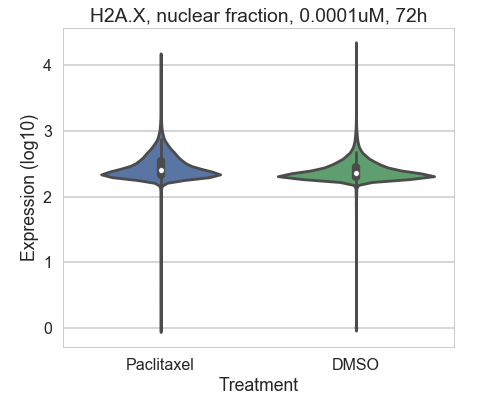 H2A.X, nuclear fraction, 0.0001uM, 72h
Expression (log10)
4
3
2
1
0
Paclitaxel DMSO
Treatment